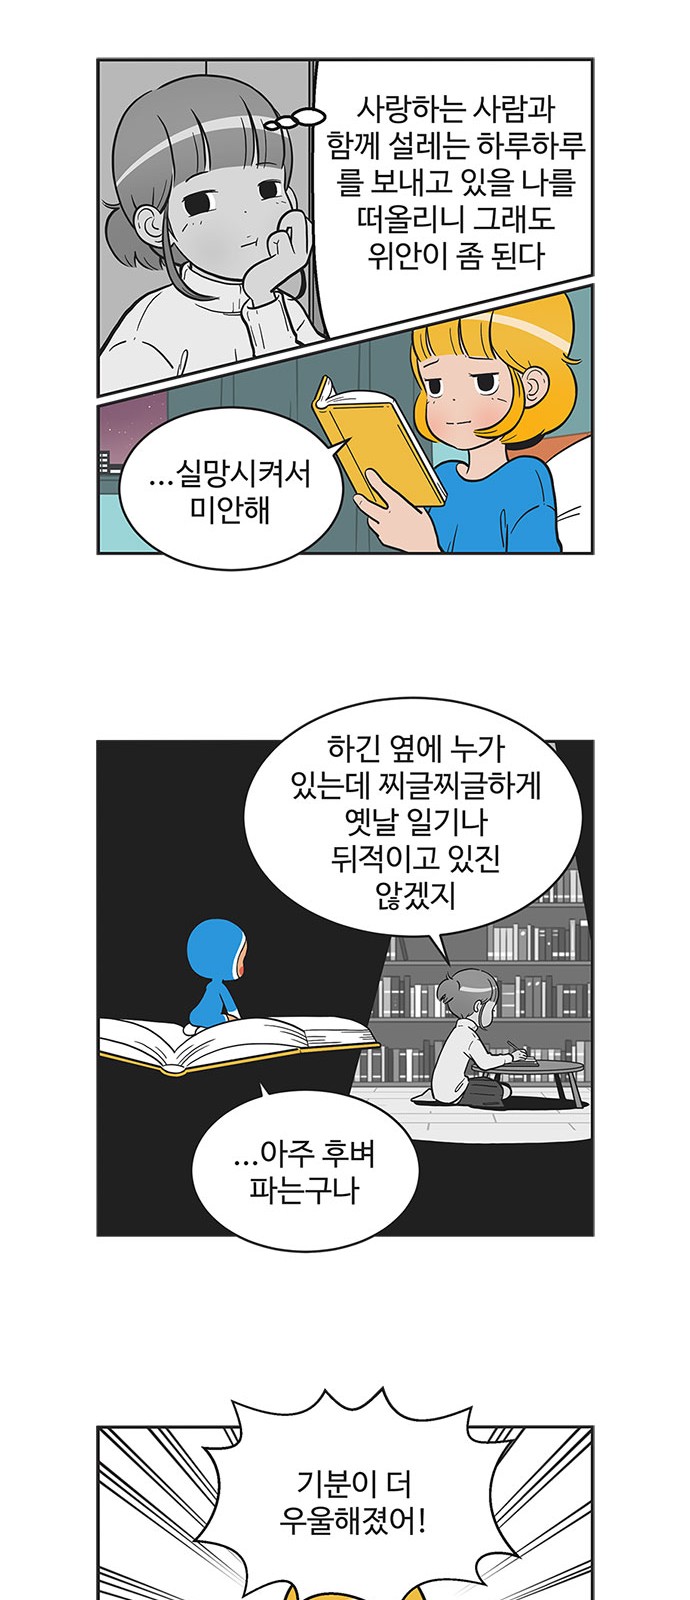 사랑하는 사람과
함께 설레는 하루하루
를 보내고 있을 나를
떠올리니 그래도
위안이 좀 된다
...실망시켜서
미안해
하긴 옆에 누가
있는데 찌글찌글하게
옛날 일기나
뒤적이고 있진
않겠지
...아주 후벼
파는구나
기분이 더
우울해졌어!